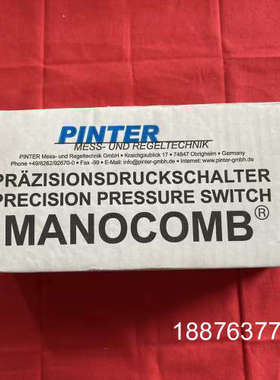 PINTER
MESS- UND REGELTECHNIK
PINTER Mess- und Regeltechnik GmbH • Kraichgaublick 17 • 74847 Obrigheim • Germany
Phone +49/6262/92670-0 • Fax -99 • E-Mail: info@pinter-gmbh.de • Internet: www.pinter-gmbh.de
PRÄZISIONSDRUCKSCHALTER
PRECISION PRESSURE SWITCH
MANOCOMB®
18876377